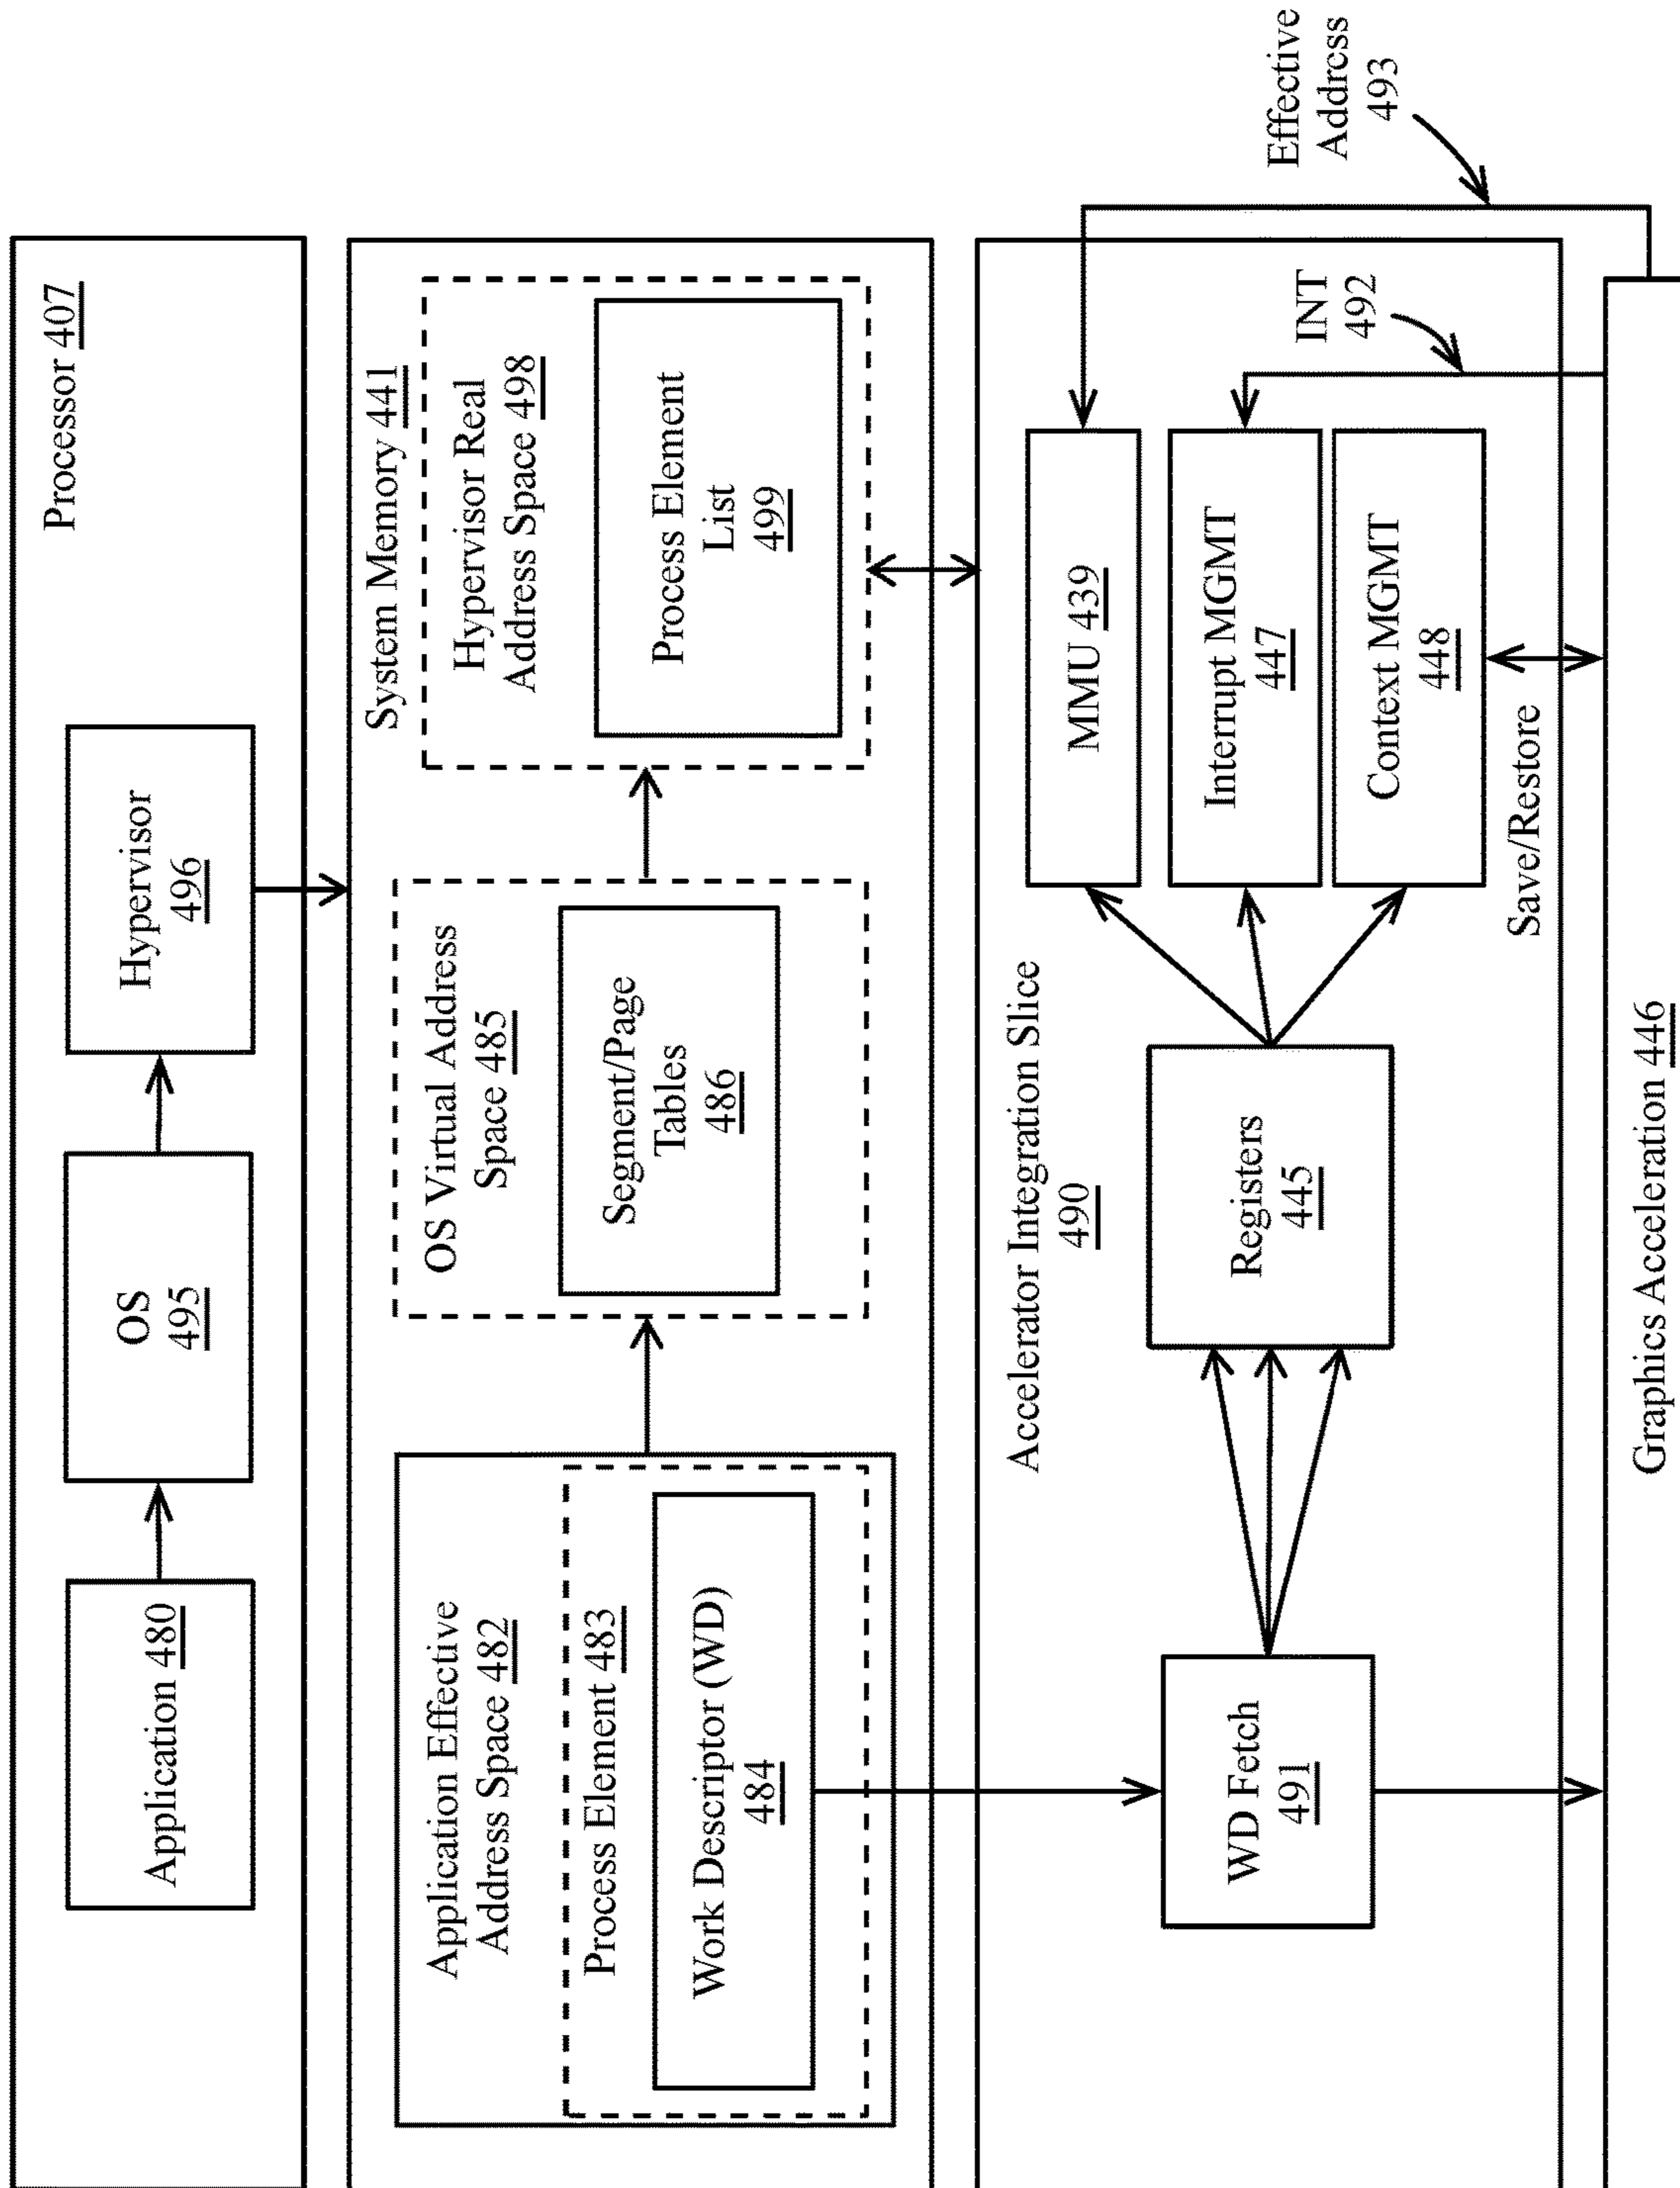 Processor 407
Application 480
OS
495
Hypervisor
496
System Memory 441
Application Effective
Address Space 482
Process Element 483
Work Descriptor (WD)
484
OS Virtual Address
Space 485
Segment/Page
Tables
486
Hypervisor Real
Address Space 498
Process Element
List
499
Accelerator Integration Slice
490
WD Fetch
491
Registers
445
MMU 439
Interrupt MGMT
447
Context MGMT
448
Save/Restore
INT
492
Effective
Address
493
Graphics Acceleration 446